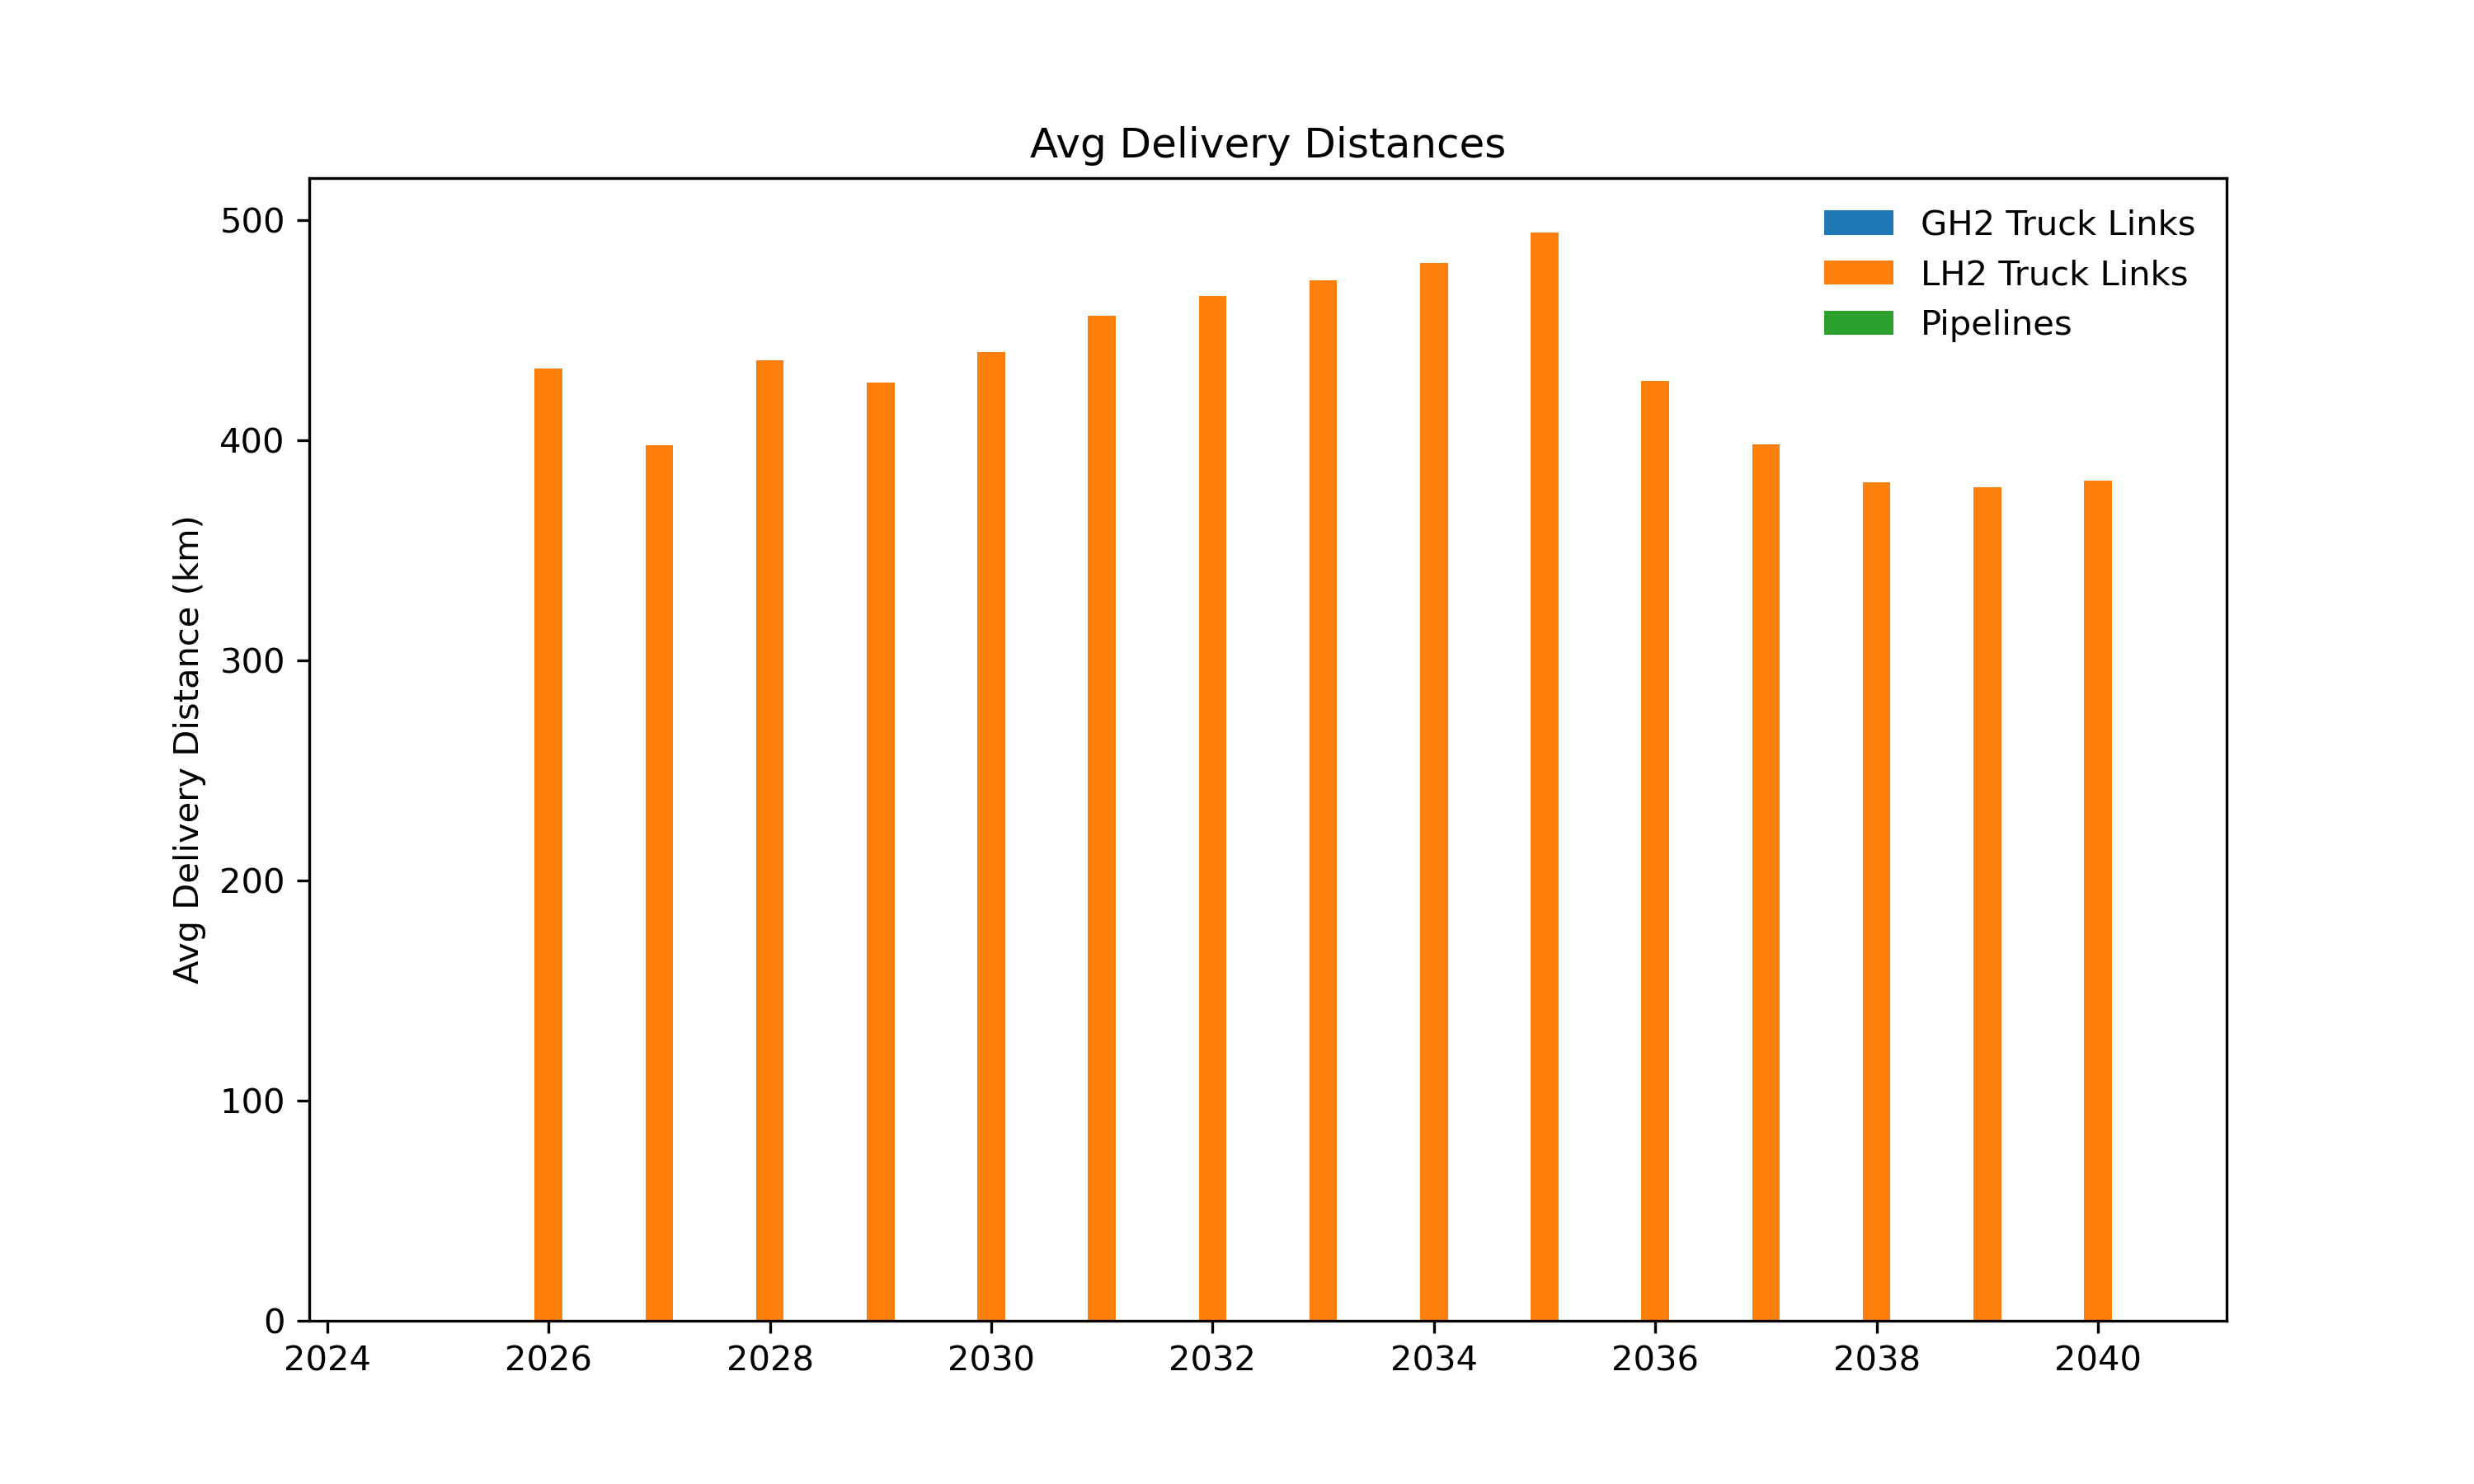 Avg Delivery Distances
GH2 Truck Links
LH2 Truck Links
Pipelines
Avg Delivery Distance (km)
500
400
300
200
100
0
2024 2026 2028 2030 2032 2034 2036 2038 2040